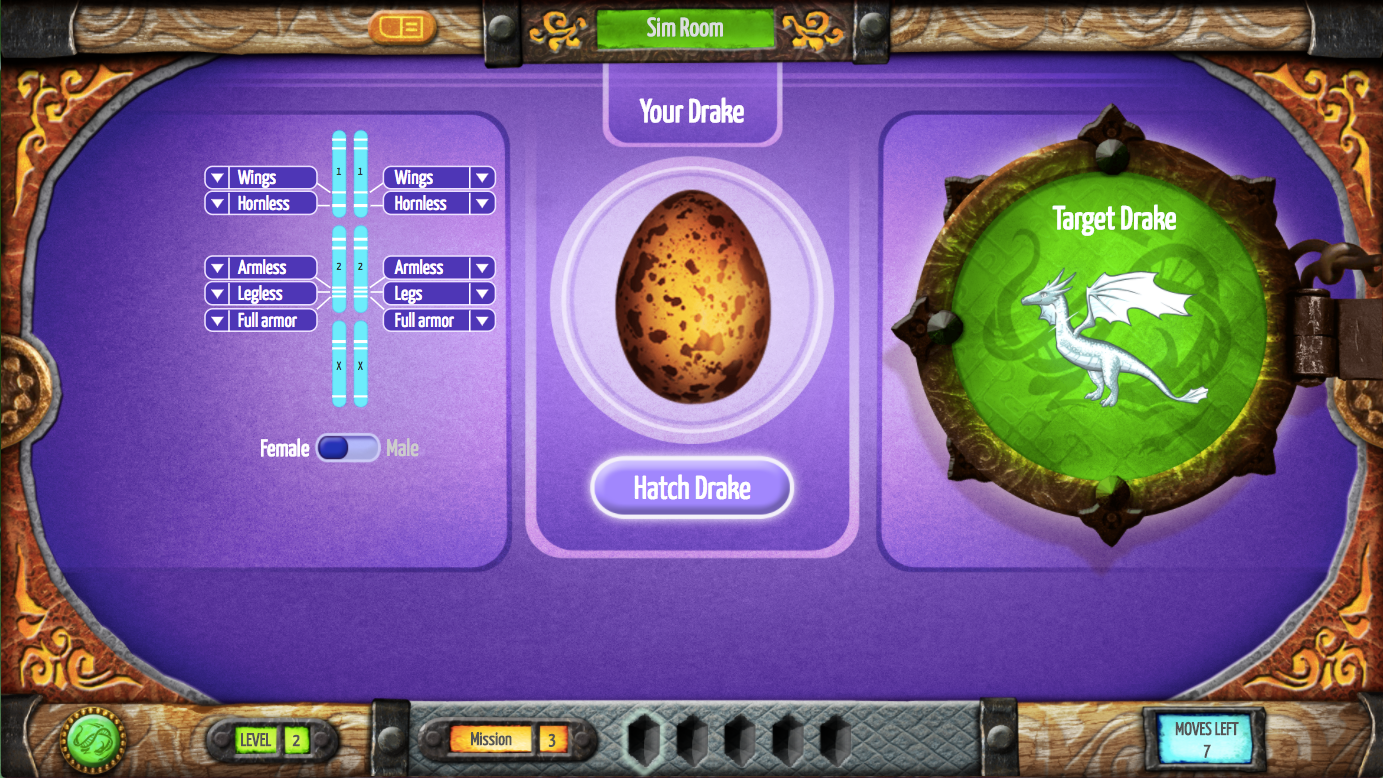 Sim Room
Your Drake
1 1
Wings Wings
Hornless Hornless
2 2
Armless Armless
Legless Legs
Full armor Full armor
X X
Female Male
Hatch Drake
Target Drake
LEVEL 2
Mission 3
MOVES LEFT
7